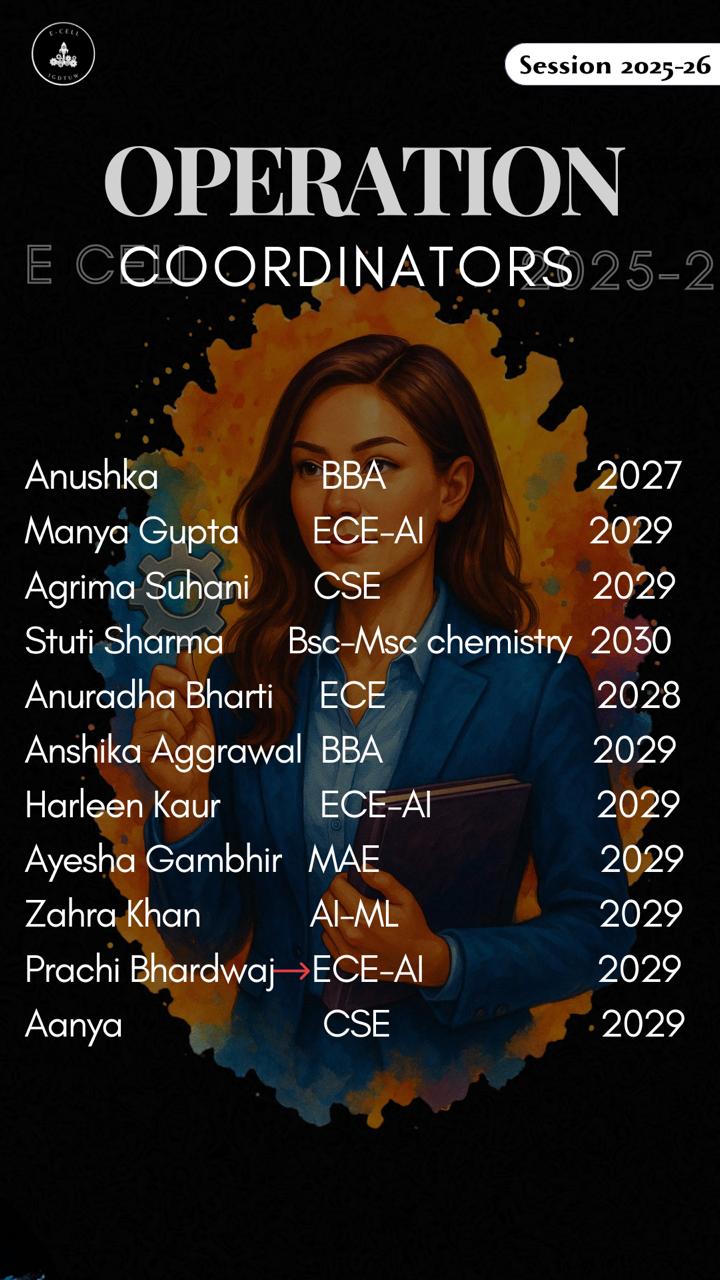 E-CELL
IGDTUW
Session 2025-26
OPERATION
E CELL 2025-2
COORDINATORS
Anushka BBA 2027
Manya Gupta ECE-AI 2029
Agrima Suhani CSE 2029
Stuti Sharma Bsc-Msc chemistry 2030
Anuradha Bharti ECE 2028
Anshika Aggrawal BBA 2029
Harleen Kaur ECE-AI 2029
Ayesha Gambhir MAE 2029
Zahra Khan AI-ML 2029
Prachi Bhardwaj→ECE-AI 2029
Aanya CSE 2029